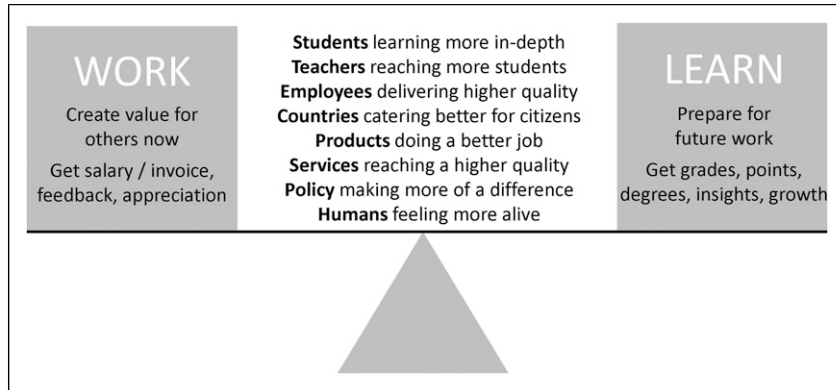 WORK
Create value for
others now
Get salary / invoice,
feedback, appreciation
Students learning more in-depth
Teachers reaching more students
Employees delivering higher quality
Countries catering better for citizens
Products doing a better job
Services reaching a higher quality
Policy making more of a difference
Humans feeling more alive
LEARN
Prepare for
future work
Get grades, points,
degrees, insights, growth